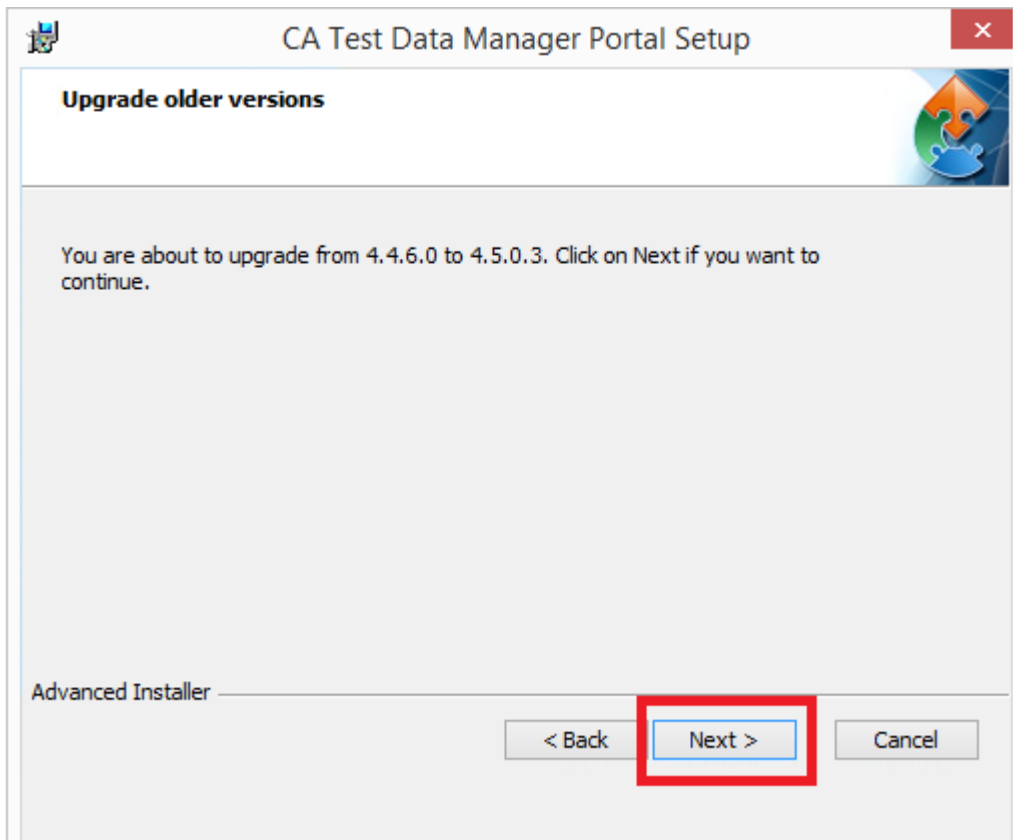 CA Test Data Manager Portal Setup
Upgrade older versions
You are about to upgrade from 4.4.6.0 to 4.5.0.3. Click on Next if you want to
continue.
Advanced Installer
< Back
Next >
Cancel